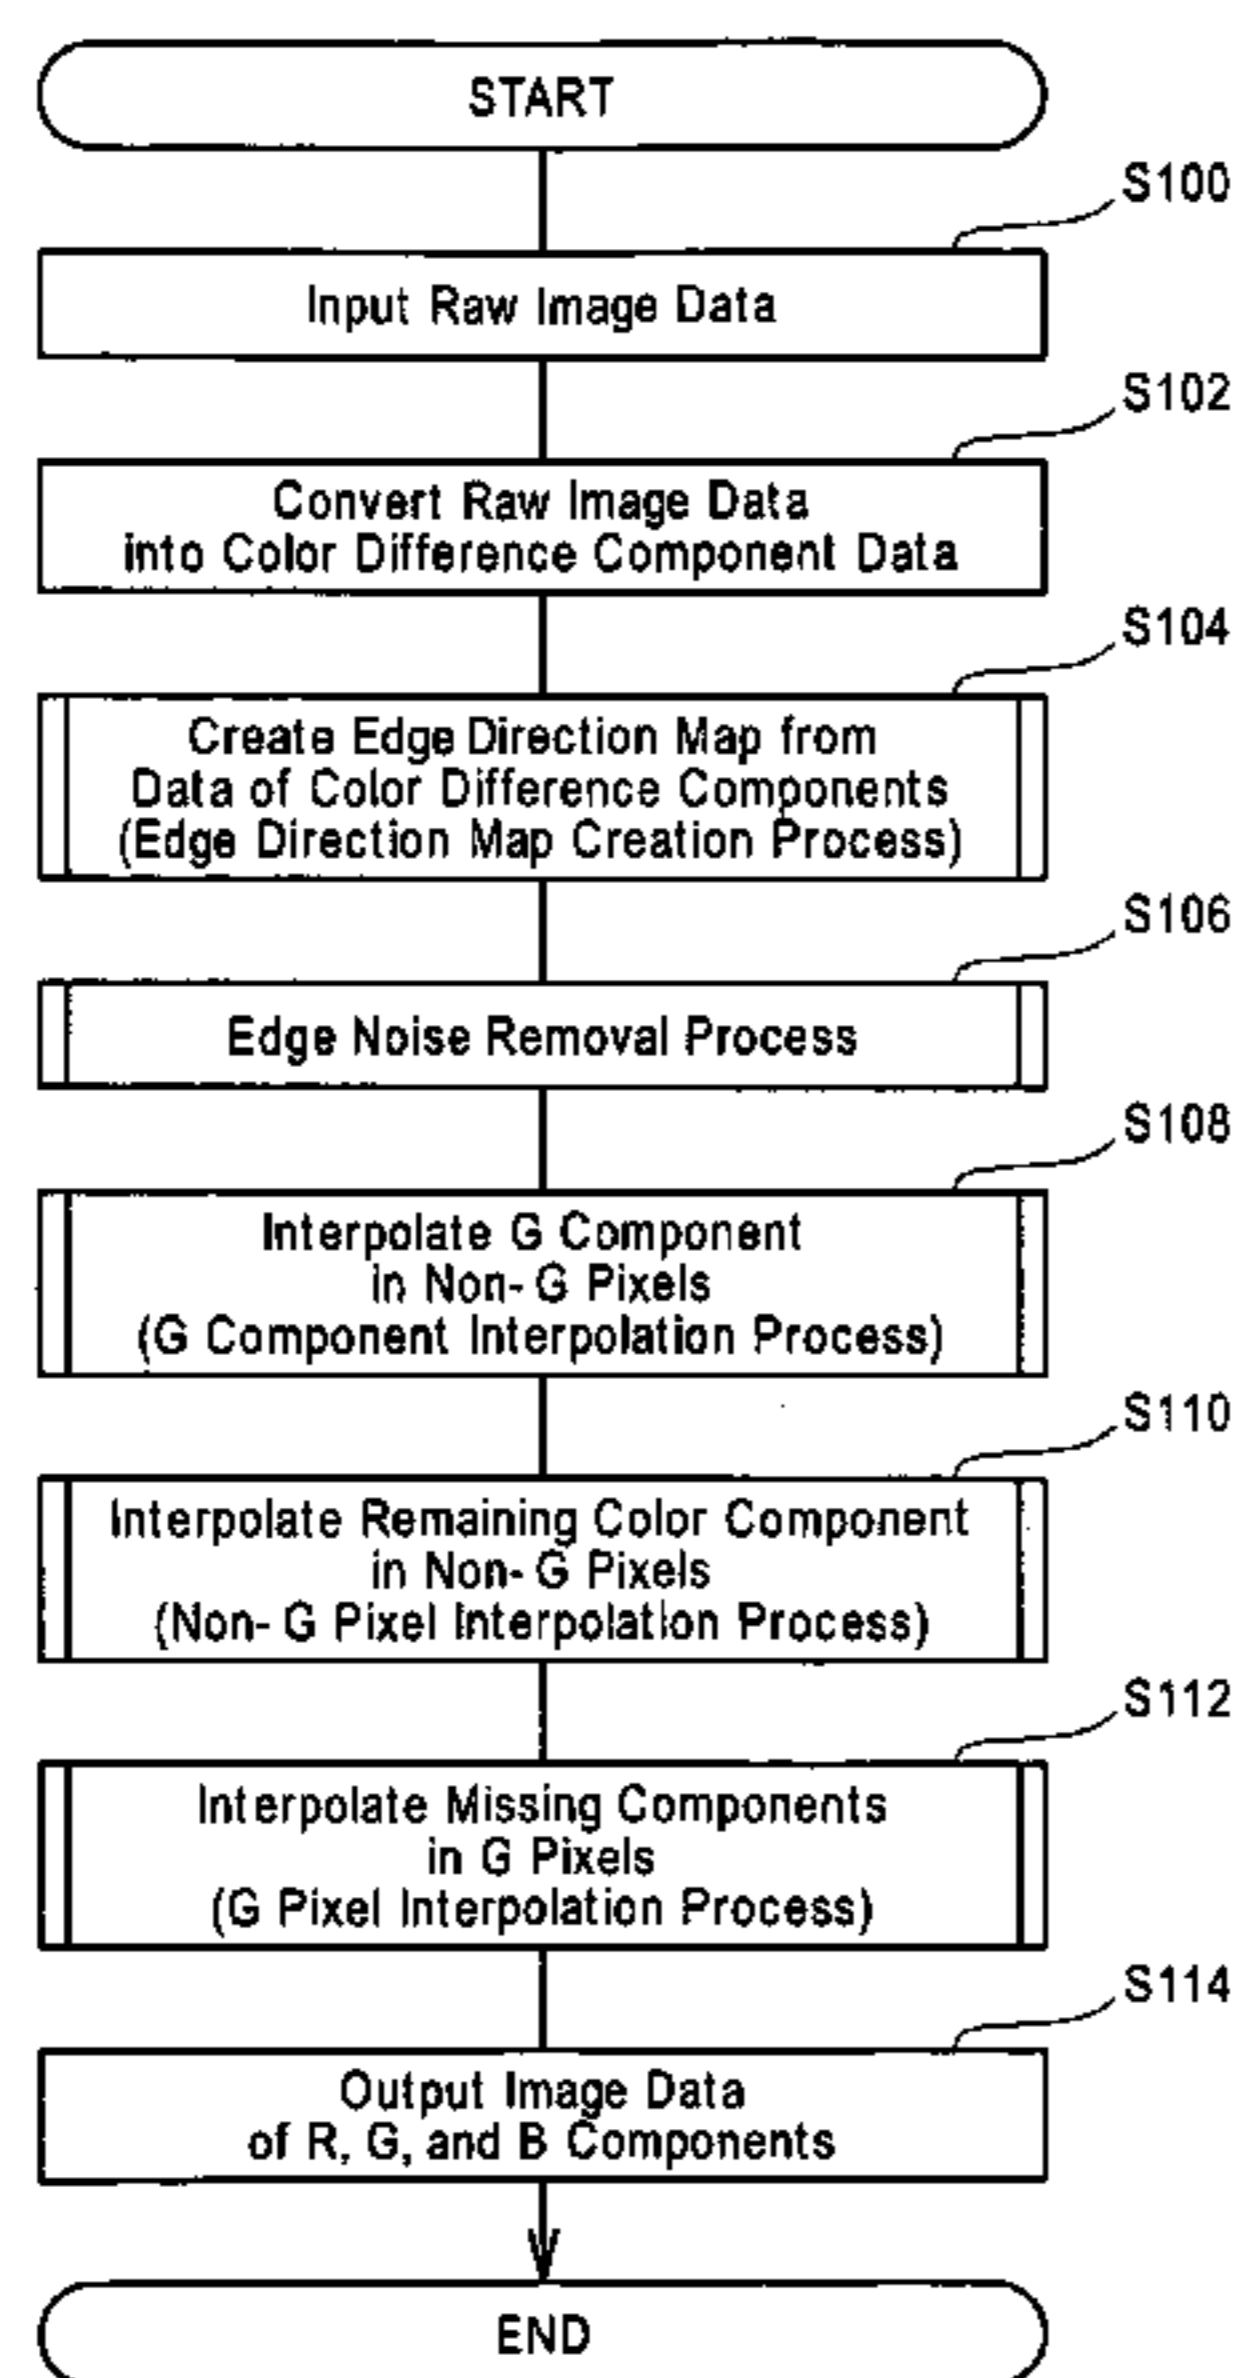 START
S100
Input Raw Image Data
S102
Convert Raw Image Data
into Color Difference Component Data
S104
Create Edge Direction Map from
Data of Color Difference Components
(Edge Direction Map Creation Process)
S106
Edge Noise Removal Process
S108
Interpolate G Component
in Non-G Pixels
(G Component Interpolation Process)
S110
Interpolate Remaining Color Component
in Non-G Pixels
(Non-G Pixel Interpolation Process)
S112
Interpolate Missing Components
in G Pixels
(G Pixel Interpolation Process)
S114
Output Image Data
of R, G, and B Components
END